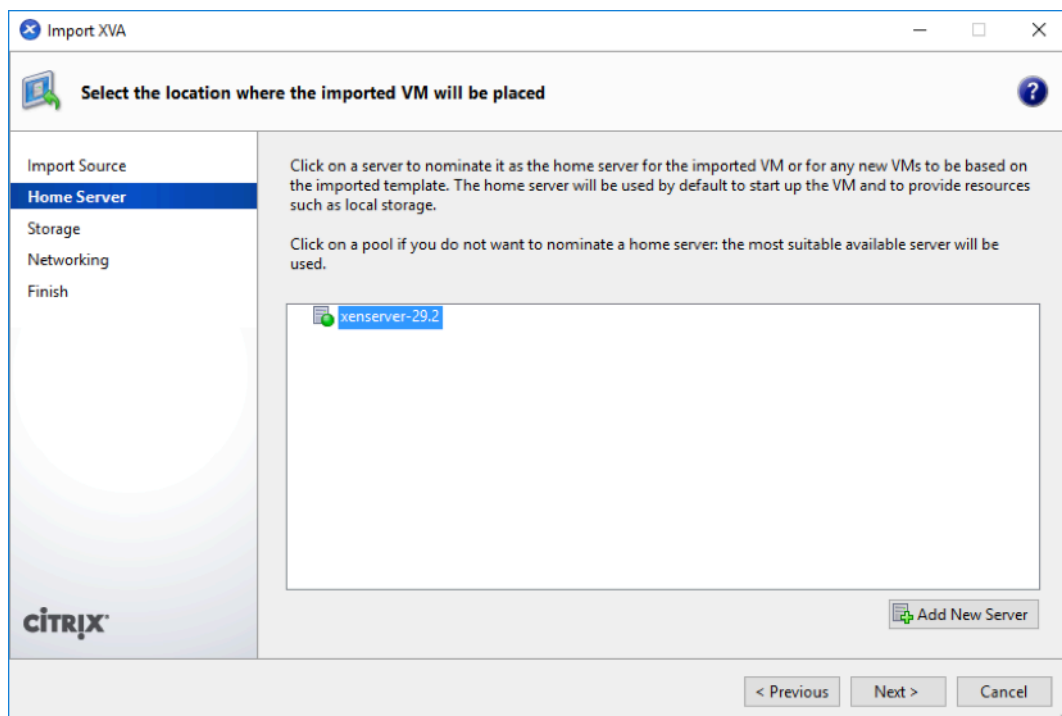 Import XVA
Select the location where the imported VM will be placed
?
Import Source
Home Server
Storage
Networking
Finish
Click on a server to nominate it as the home server for the imported VM or for any new VMs to be based on
the imported template. The home server will be used by default to start up the VM and to provide resources
such as local storage.
Click on a pool if you do not want to nominate a home server: the most suitable available server will be
used.
xenserver-29.2
Add New Server
CİTRİX
< Previous
Next >
Cancel